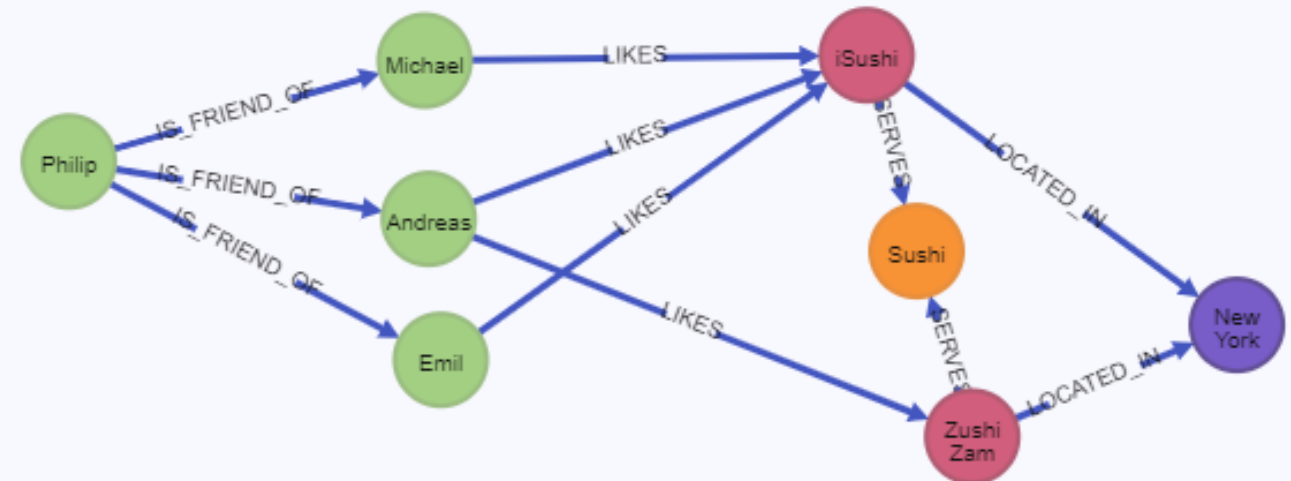 Michael
LIKES
iSushi
IS_FRIEND_OF
SERVES
LIKES
LOCATED_IN
Philip
IS_FRIEND_OF
Andreas
LIKES
IS_FRIEND_OF
Sushi
LIKES
New
York
SERVES
Emil
LOCATED_IN
Zushi
Zam